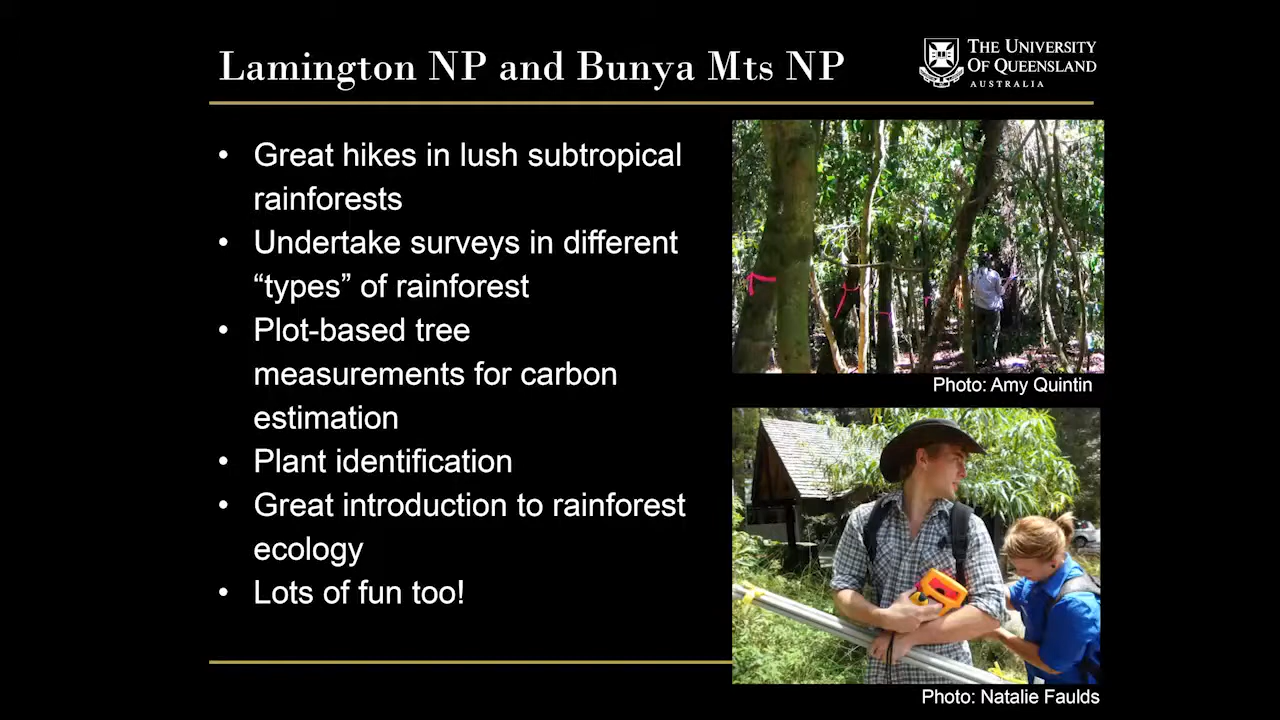 Lamington NP and Bunya Mts NP
THE UNIVERSITY
OF QUEENSLAND
AUSTRALIA
• Great hikes in lush subtropical
rainforests
• Undertake surveys in different
“types” of rainforest
• Plot-based tree
measurements for carbon
estimation
• Plant identification
• Great introduction to rainforest
ecology
• Lots of fun too!
Photo: Amy Quintin
Photo: Natalie Faulds